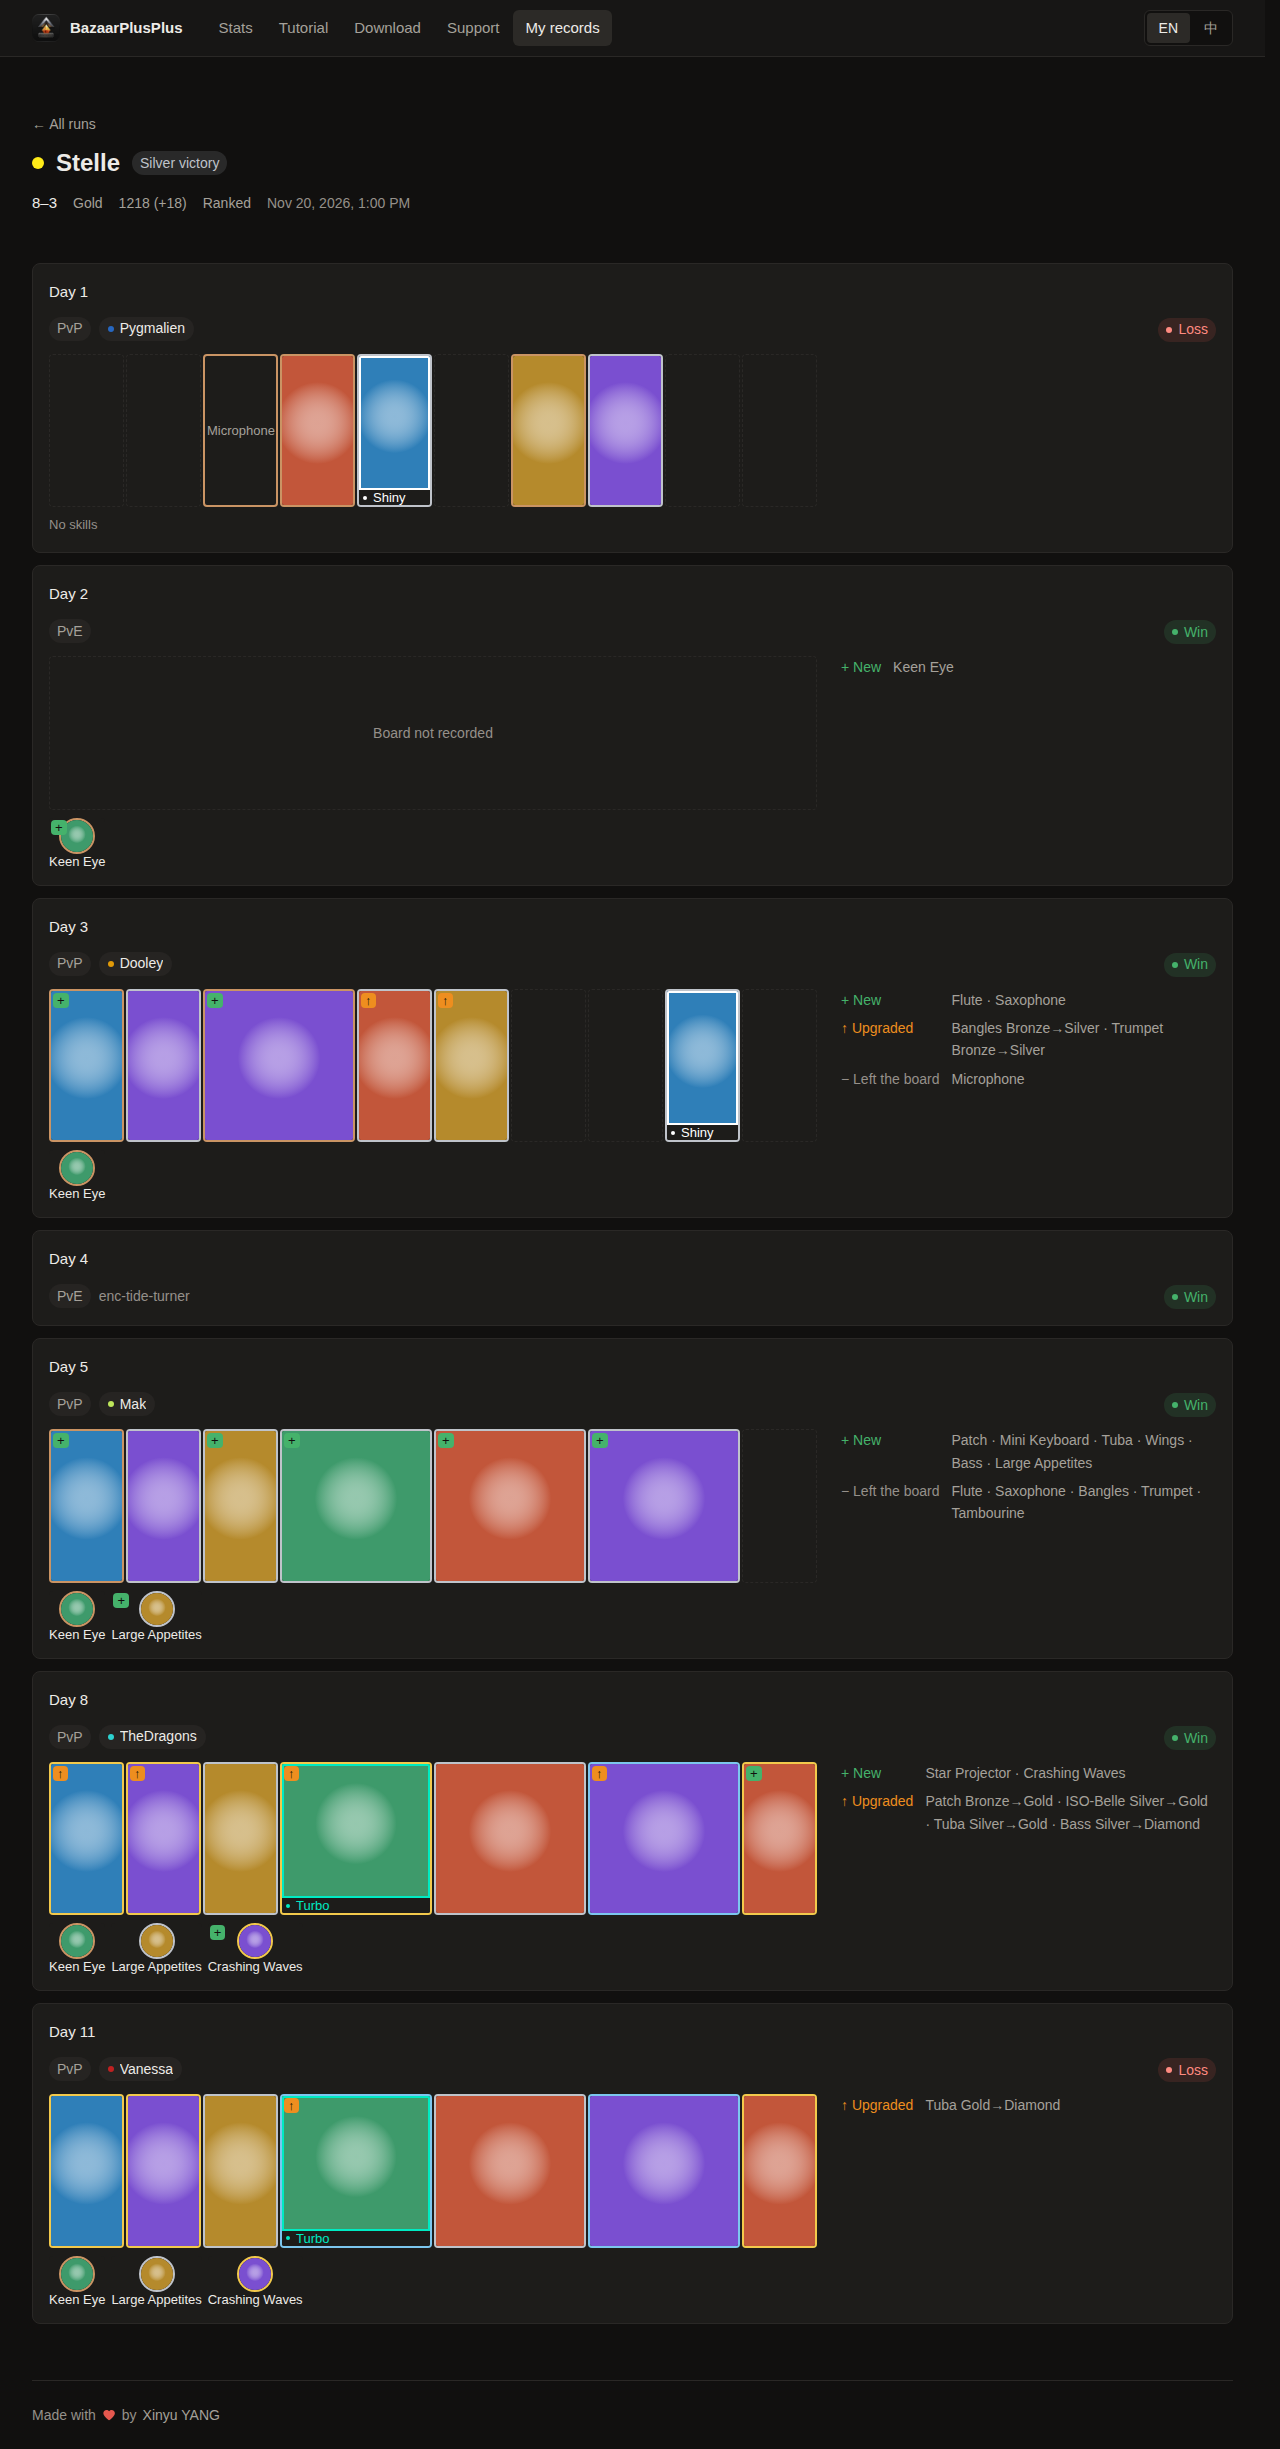 BazaarPlusPlus Stats Tutorial Download Support My records EN 中
← All runs
Stelle Silver victory
8–3 Gold 1218 (+18) Ranked Nov 20, 2026, 1:00 PM
Day 1
PvP Pygmalien Loss
Microphone
Shiny
No skills
Day 2
PvE Win
+ New Keen Eye
Board not recorded
+
Keen Eye
Day 3
PvP Dooley Win
+ + ↑ ↑
+ New Flute · Saxophone
↑ Upgraded Bangles Bronze→Silver · Trumpet
Bronze→Silver
− Left the board Microphone
Shiny
Keen Eye
Day 4
PvE enc-tide-turner Win
Day 5
PvP Mak Win
+ + + + +
+ New Patch · Mini Keyboard · Tuba · Wings ·
Bass · Large Appetites
− Left the board Flute · Saxophone · Bangles · Trumpet ·
Tambourine
+
Keen Eye Large Appetites
Day 8
PvP TheDragons Win
↑ ↑ ↑ ↑ +
+ New Star Projector · Crashing Waves
↑ Upgraded Patch Bronze→Gold · ISO-Belle Silver→Gold
· Tuba Silver→Gold · Bass Silver→Diamond
Turbo
+
Keen Eye Large Appetites Crashing Waves
Day 11
PvP Vanessa Loss
↑
↑ Upgraded Tuba Gold→Diamond
Turbo
Keen Eye Large Appetites Crashing Waves
Made with ♥ by Xinyu YANG